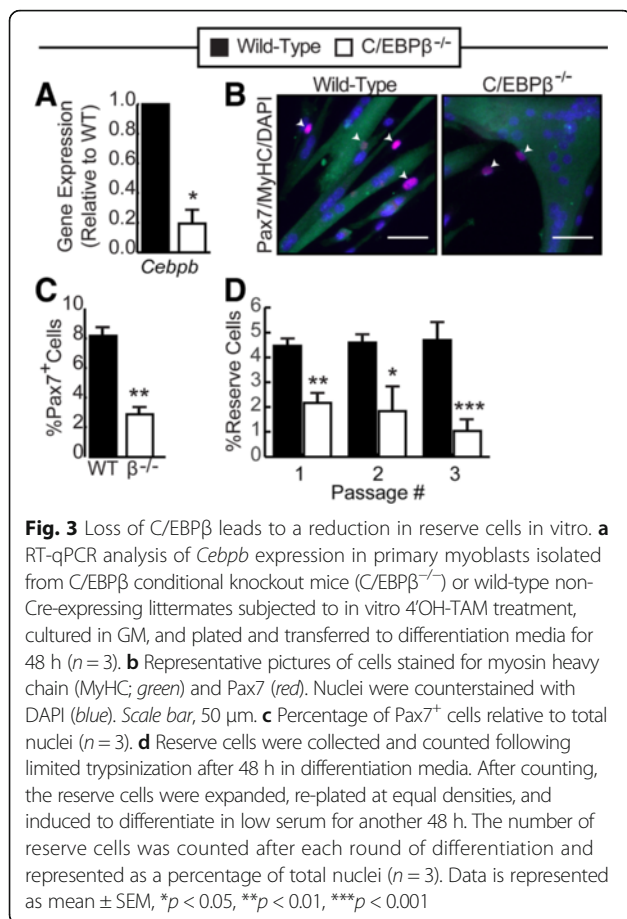 Wild-Type C/EBPβ⁻/⁻
A
Gene Expression
(Relative to WT)
1.0
0.8
0.6
0.4
0.2
0.0
*
Cebpb
B
Wild-Type
C/EBPβ⁻/⁻
Pax7/MyHC/DAPI
C
%Pax7⁺Cells
10
8
6
4
2
0
**
WT β-/-
D
%Reserve Cells
6
5
4
3
2
1
0
**
*
***
1 2 3
Passage #
Fig. 3 Loss of C/EBPβ leads to a reduction in reserve cells in vitro. a
RT-qPCR analysis of Cebpb expression in primary myoblasts isolated
from C/EBPβ conditional knockout mice (C/EBPβ⁻/⁻) or wild-type non-
Cre-expressing littermates subjected to in vitro 4′OH-TAM treatment,
cultured in GM, and plated and transferred to differentiation media for
48 h (n = 3). b Representative pictures of cells stained for myosin heavy
chain (MyHC; green) and Pax7 (red). Nuclei were counterstained with
DAPI (blue). Scale bar, 50 μm. c Percentage of Pax7⁺ cells relative to total
nuclei (n = 3). d Reserve cells were collected and counted following
limited trypsinization after 48 h in differentiation media. After counting,
the reserve cells were expanded, re-plated at equal densities, and
induced to differentiate in low serum for another 48 h. The number of
reserve cells was counted after each round of differentiation and
represented as a percentage of total nuclei (n = 3). Data is represented
as mean ± SEM, *p < 0.05, **p < 0.01, ***p < 0.001